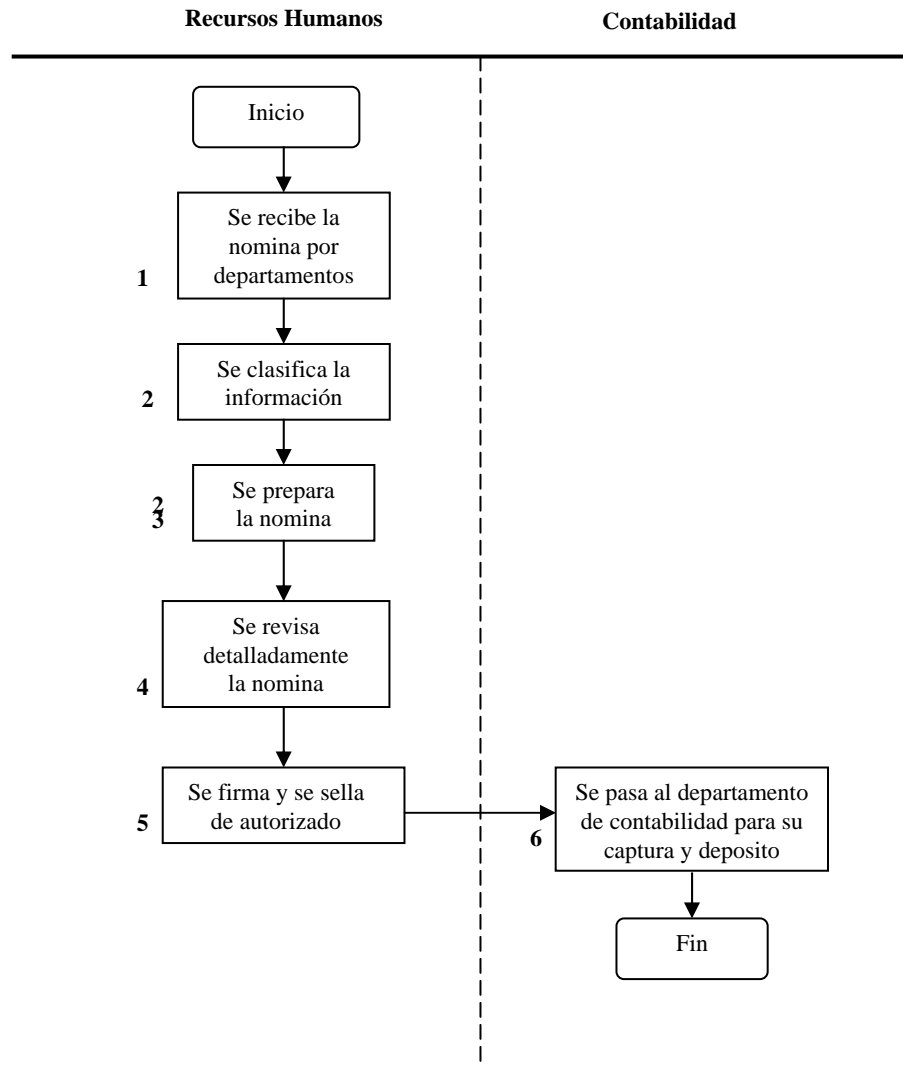 Recursos Humanos
Contabilidad
Inicio
Se recibe la
nomina por
departamentos
1
Se clasifica la
información
2
Se prepara
la nomina
2
3
Se revisa
detalladamente
la nomina
4
Se firma y se sella
de autorizado
5
Se pasa al departamento
de contabilidad para su
captura y deposito
6
Fin